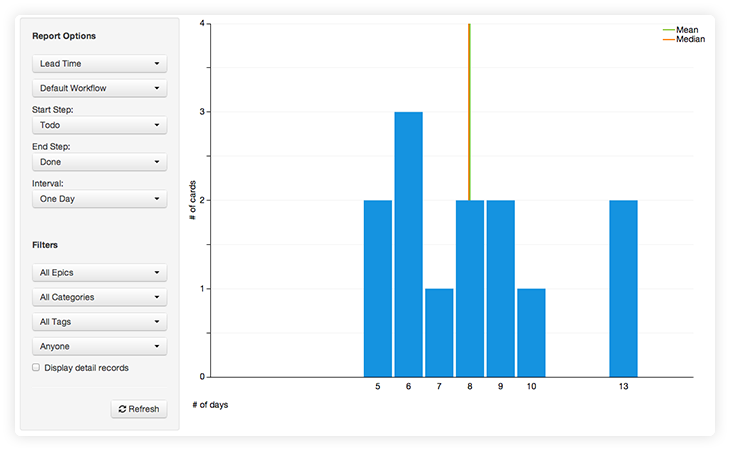 Report Options
Lead Time
Default Workflow
Start Step:
Todo
End Step:
Done
Interval:
One Day
Filters
All Epics
All Categories
All Tags
Anyone
Display detail records
Refresh
4
3
2
1
0
# of cards
5 6 7 8 9 10 13
# of days
Mean
Median